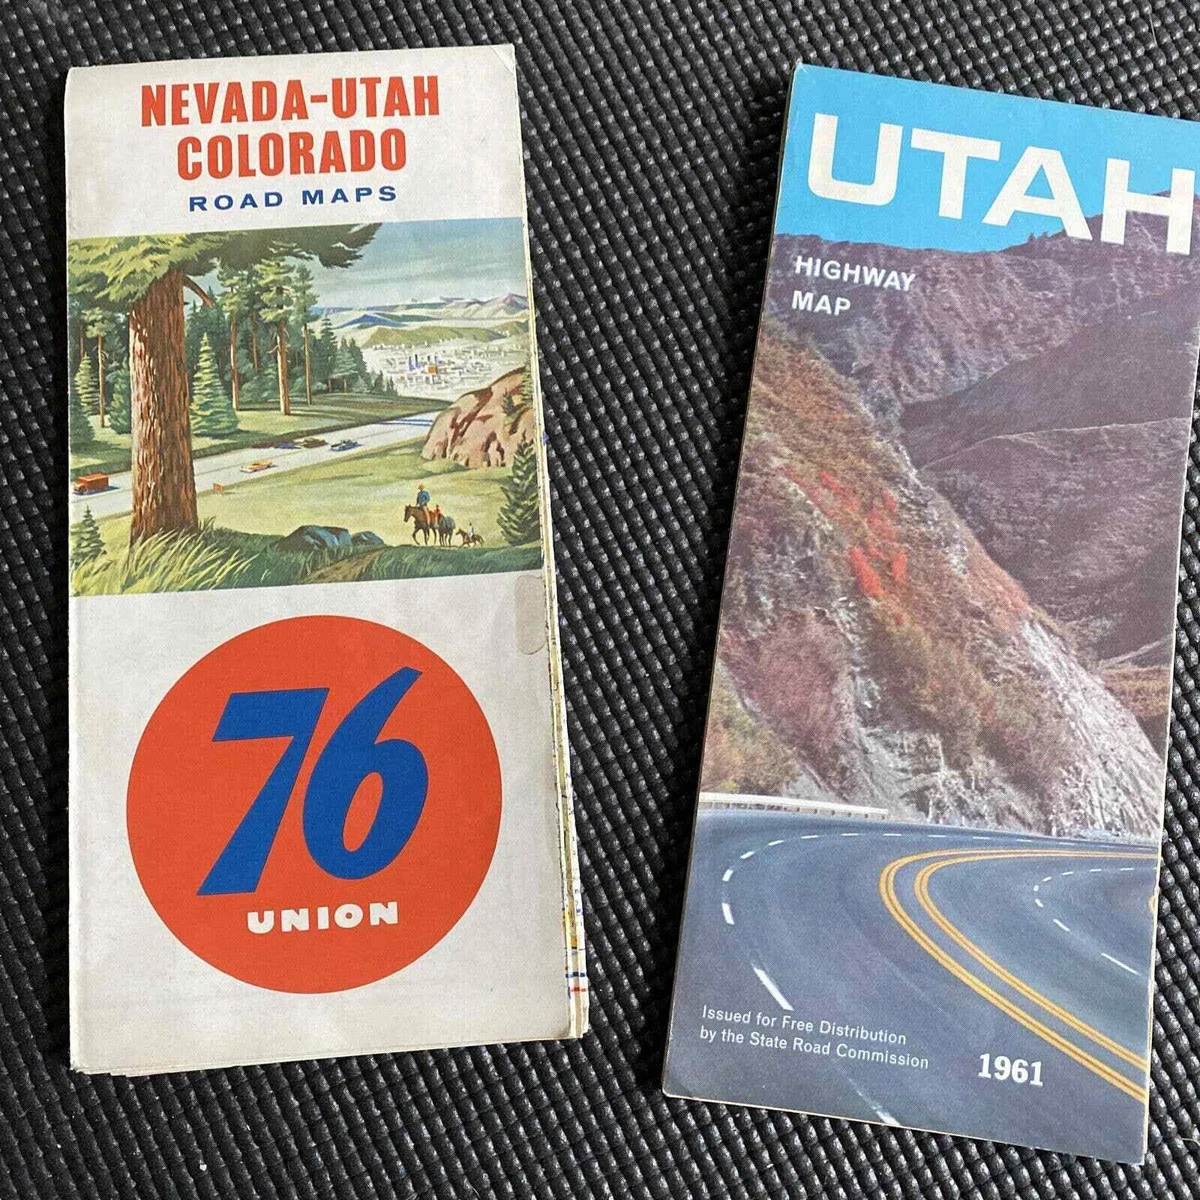 NEVADA-UTAH
COLORADO
ROAD MAPS
76
UNION
UTAH
HIGHWAY
MAP
Issued for Free Distribution
by the State Road Commission
1961